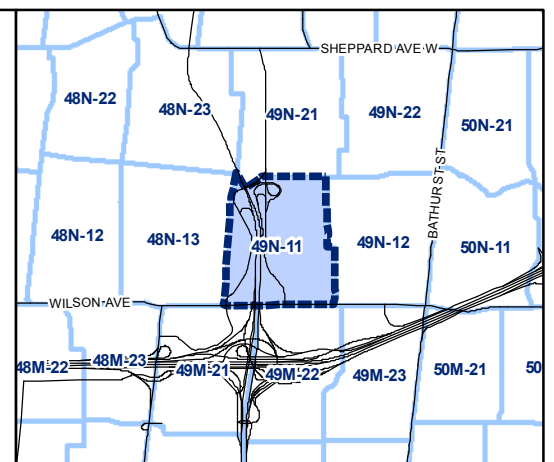 SHEPPARD AVE W
48N-22
48N-23
49N-21
49N-22
50N-21
BATHURST ST
48N-12
48N-13
49N-11
49N-12
50N-11
WILSON AVE
48M-22
48M-23
49M-21
49M-22
49M-23
50M-21
50